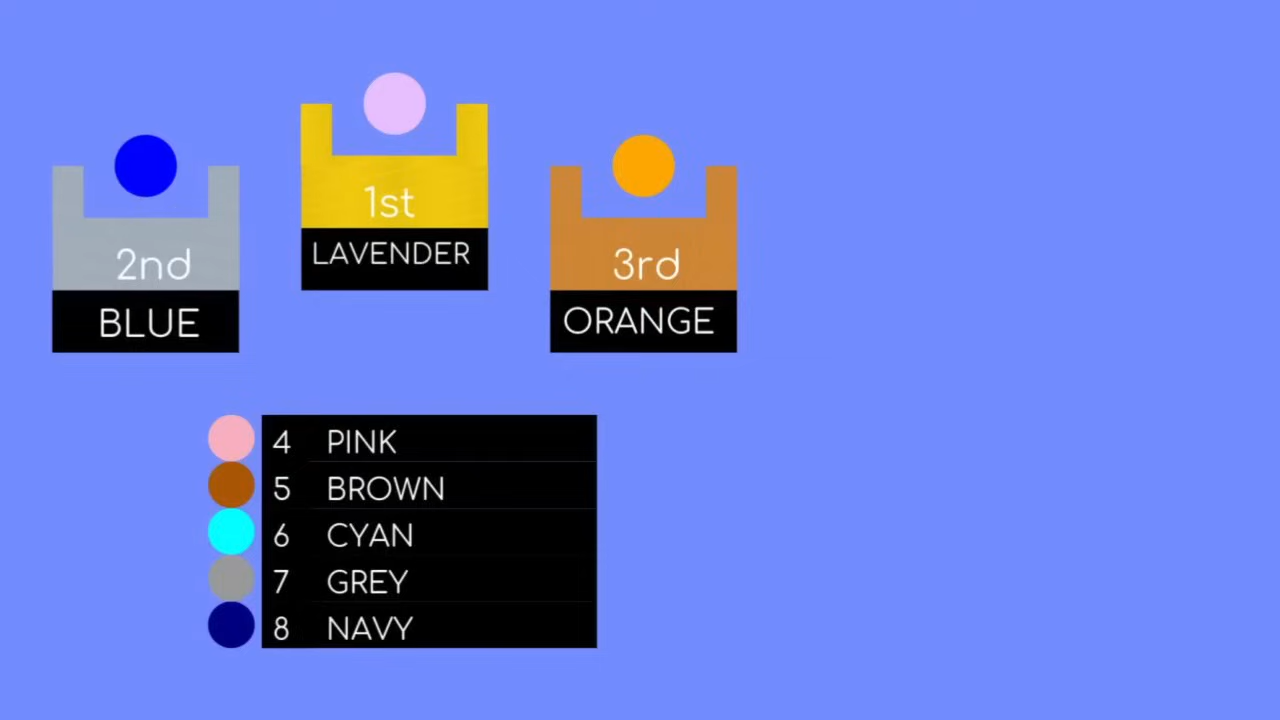 1st
LAVENDER
2nd
BLUE
3rd
ORANGE
4 PINK
5 BROWN
6 CYAN
7 GREY
8 NAVY